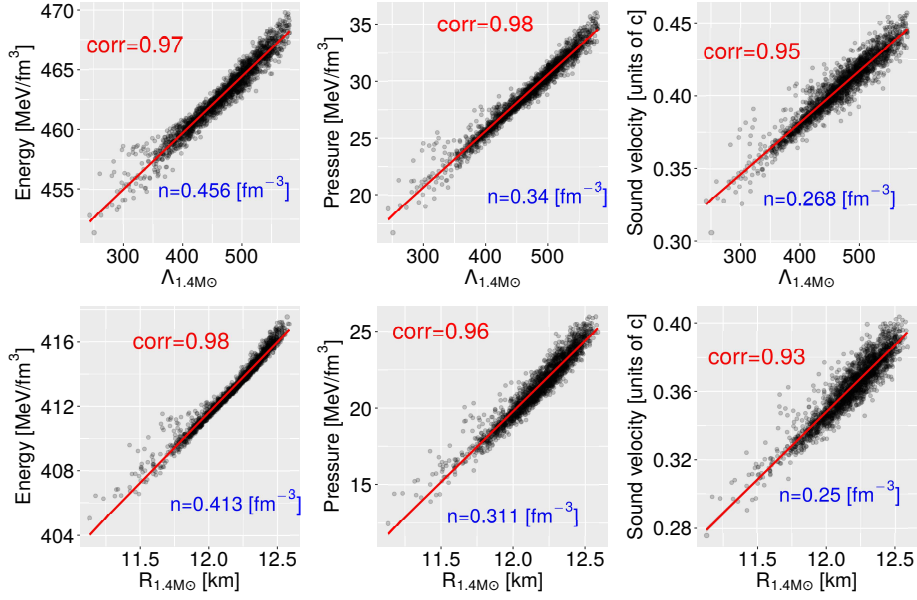 470
465
460
455
Energy [MeV/fm³]
corr=0.97
n=0.456 [fm⁻³]
300 400 500
Λ1.4M⊙
35
30
25
20
Pressure [MeV/fm³]
corr=0.98
n=0.34 [fm⁻³]
300 400 500
Λ1.4M⊙
0.45
0.40
0.35
0.30
Sound velocity [units of c]
corr=0.95
n=0.268 [fm⁻³]
300 400 500
Λ1.4M⊙
416
412
408
404
Energy [MeV/fm³]
corr=0.98
n=0.413 [fm⁻³]
11.5 12.0 12.5
R1.4M⊙ [km]
25
20
15
Pressure [MeV/fm³]
corr=0.96
n=0.311 [fm⁻³]
11.5 12.0 12.5
R1.4M⊙ [km]
0.40
0.36
0.32
0.28
Sound velocity [units of c]
corr=0.93
n=0.25 [fm⁻³]
11.5 12.0 12.5
R1.4M⊙ [km]